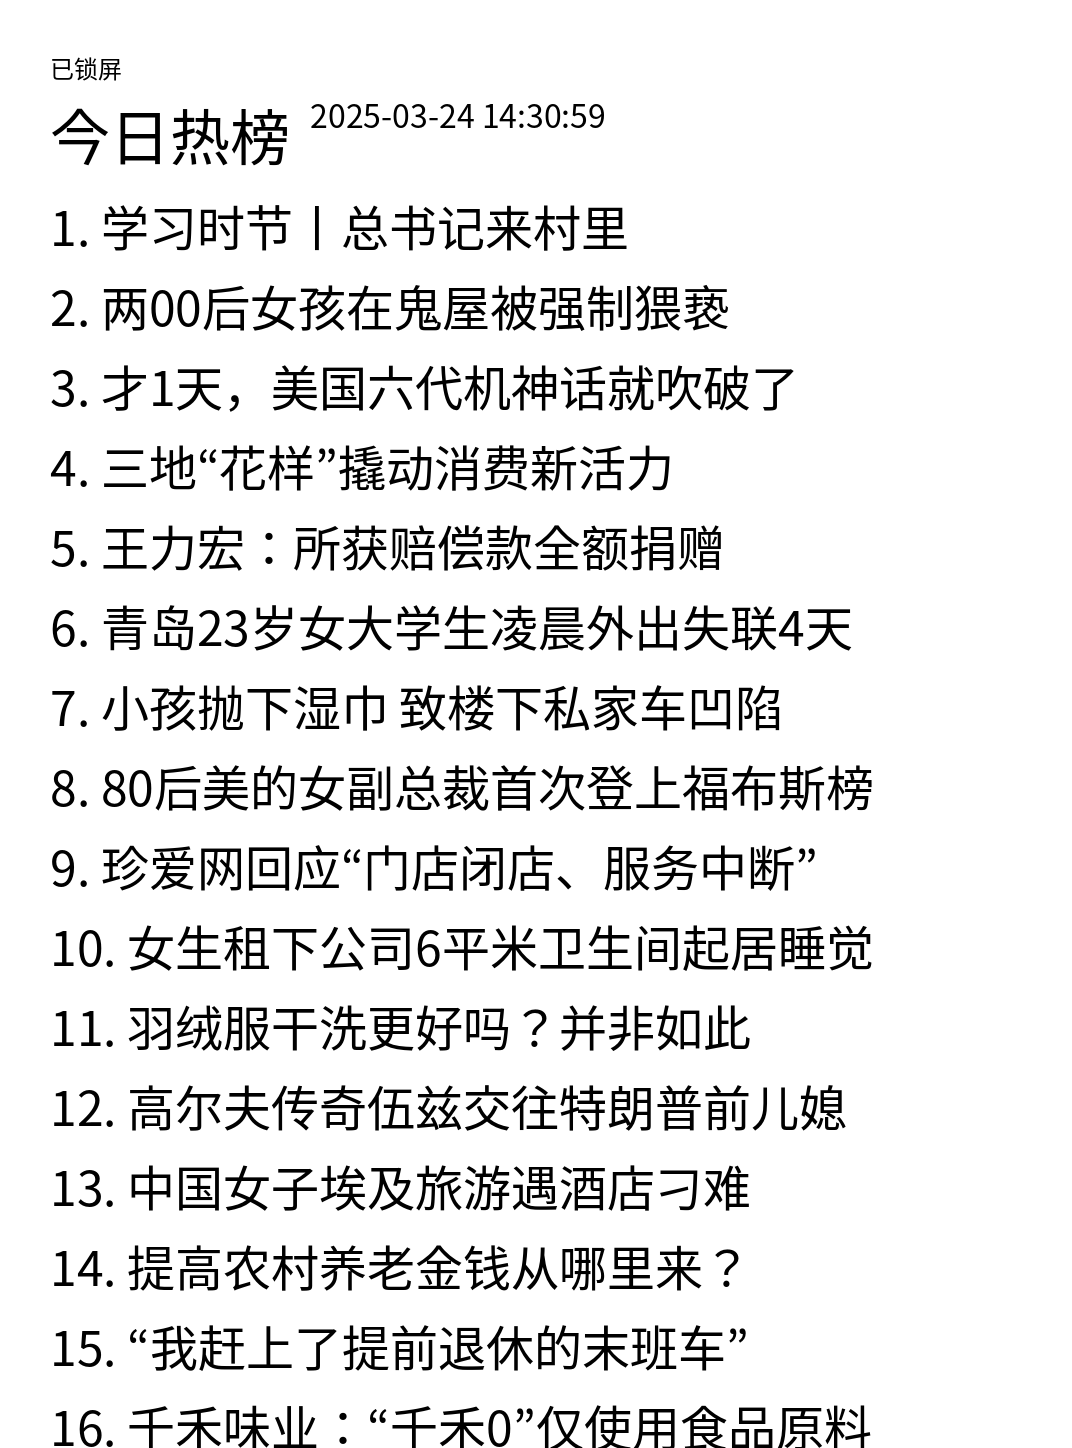 已锁屏
今日热榜 2025-03-24 14:30:59
1. 学习时节丨总书记来村里
2. 两00后女孩在鬼屋被强制猥亵
3. 才1天，美国六代机神话就吹破了
4. 三地“花样”撬动消费新活力
5. 王力宏：所获赔偿款全额捐赠
6. 青岛23岁女大学生凌晨外出失联4天
7. 小孩抛下湿巾 致楼下私家车凹陷
8. 80后美的女副总裁首次登上福布斯榜
9. 珍爱网回应“门店闭店、服务中断”
10. 女生租下公司6平米卫生间起居睡觉
11. 羽绒服干洗更好吗？并非如此
12. 高尔夫传奇伍兹交往特朗普前儿媳
13. 中国女子埃及旅游遇酒店刁难
14. 提高农村养老金钱从哪里来？
15. “我赶上了提前退休的末班车”
16. 千禾味业：“千禾0”仅使用食品原料